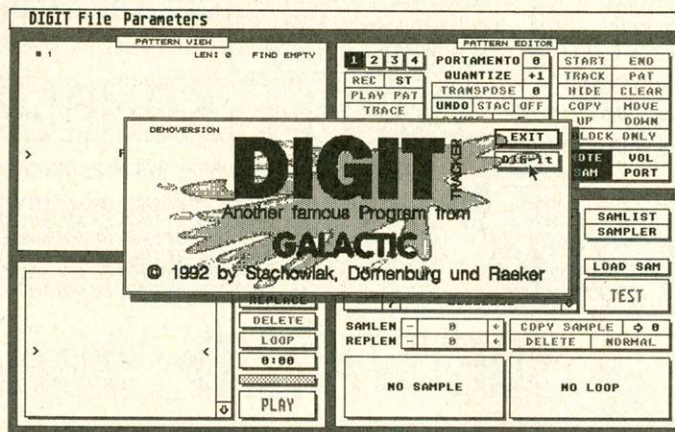 DIGIT File Parameters
PATTERN VIEW
# 1 LEN: 0 FIND EMPTY
PATTERN EDITOR
1 2 3 4
REC ST
PLAY PAT
TRACE
PORTAMENTO 0
QUANTIZE +1
TRANSPOSE 0
UNDO STAC OFF
START END
TRACK PAT
HIDE CLEAR
COPY MOVE
UP DOWN
BLOCK ONLY
VOL
SAM PORT
DEMOVERSION
DIGIT
TRACKER
EXIT
DIG-it
Another famous Program from
GALACTIC
© 1992 by Stachowiak, Dörnenburg und Raeker
SAMLIST
SAMPLER
LOAD SAM
TEST
REPLACE
DELETE
LOOP
0:00
PLAY
SAMLEN - 0 ←
REPLEN - 0 ←
COPY SAMPLE ⇨ 0
DELETE NORMAL
NO SAMPLE
NO LOOP